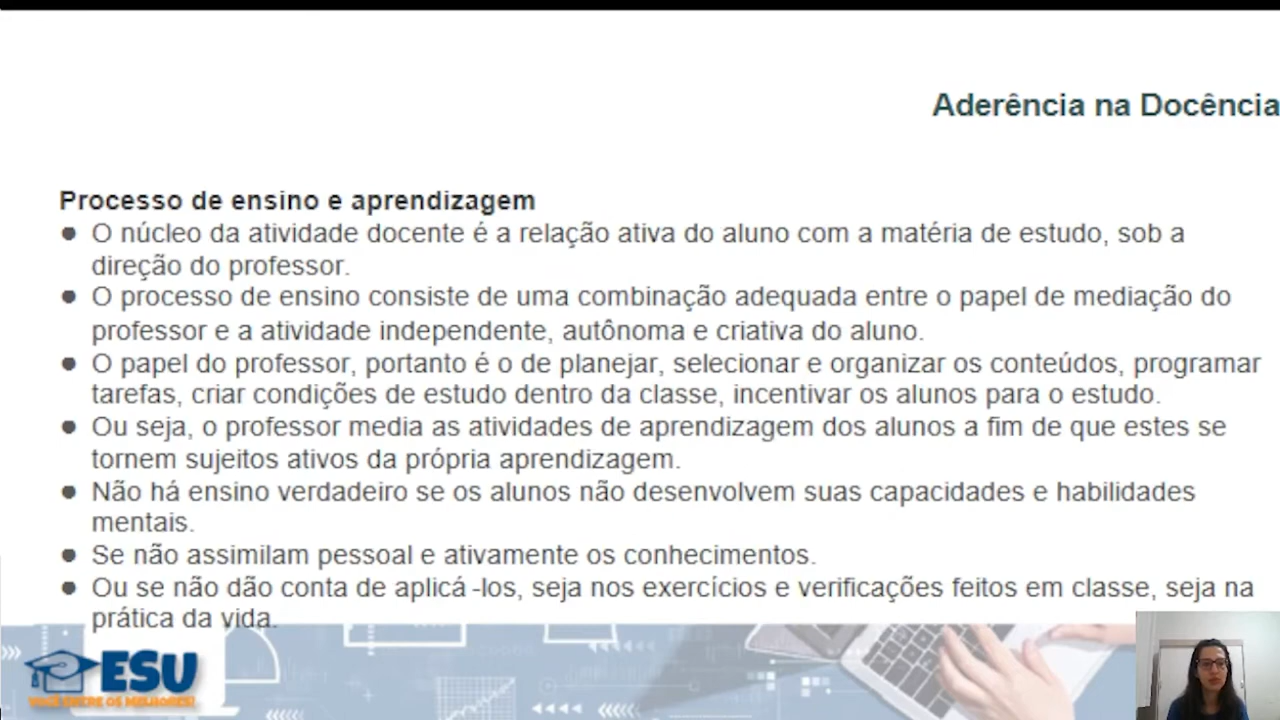 Aderência na Docência
Processo de ensino e aprendizagem
● O núcleo da atividade docente é a relação ativa do aluno com a matéria de estudo, sob a
direção do professor.
● O processo de ensino consiste de uma combinação adequada entre o papel de mediação do
professor e a atividade independente, autônoma e criativa do aluno.
● O papel do professor, portanto é o de planejar, selecionar e organizar os conteúdos, programar
tarefas, criar condições de estudo dentro da classe, incentivar os alunos para o estudo.
● Ou seja, o professor media as atividades de aprendizagem dos alunos a fim de que estes se
tornem sujeitos ativos da própria aprendizagem.
● Não há ensino verdadeiro se os alunos não desenvolvem suas capacidades e habilidades
mentais.
● Se não assimilam pessoal e ativamente os conhecimentos.
● Ou se não dão conta de aplicá -los, seja nos exercícios e verificações feitos em classe, seja na
prática da vida.
ESU
VOCÊ ENTRE OS MELHORES!